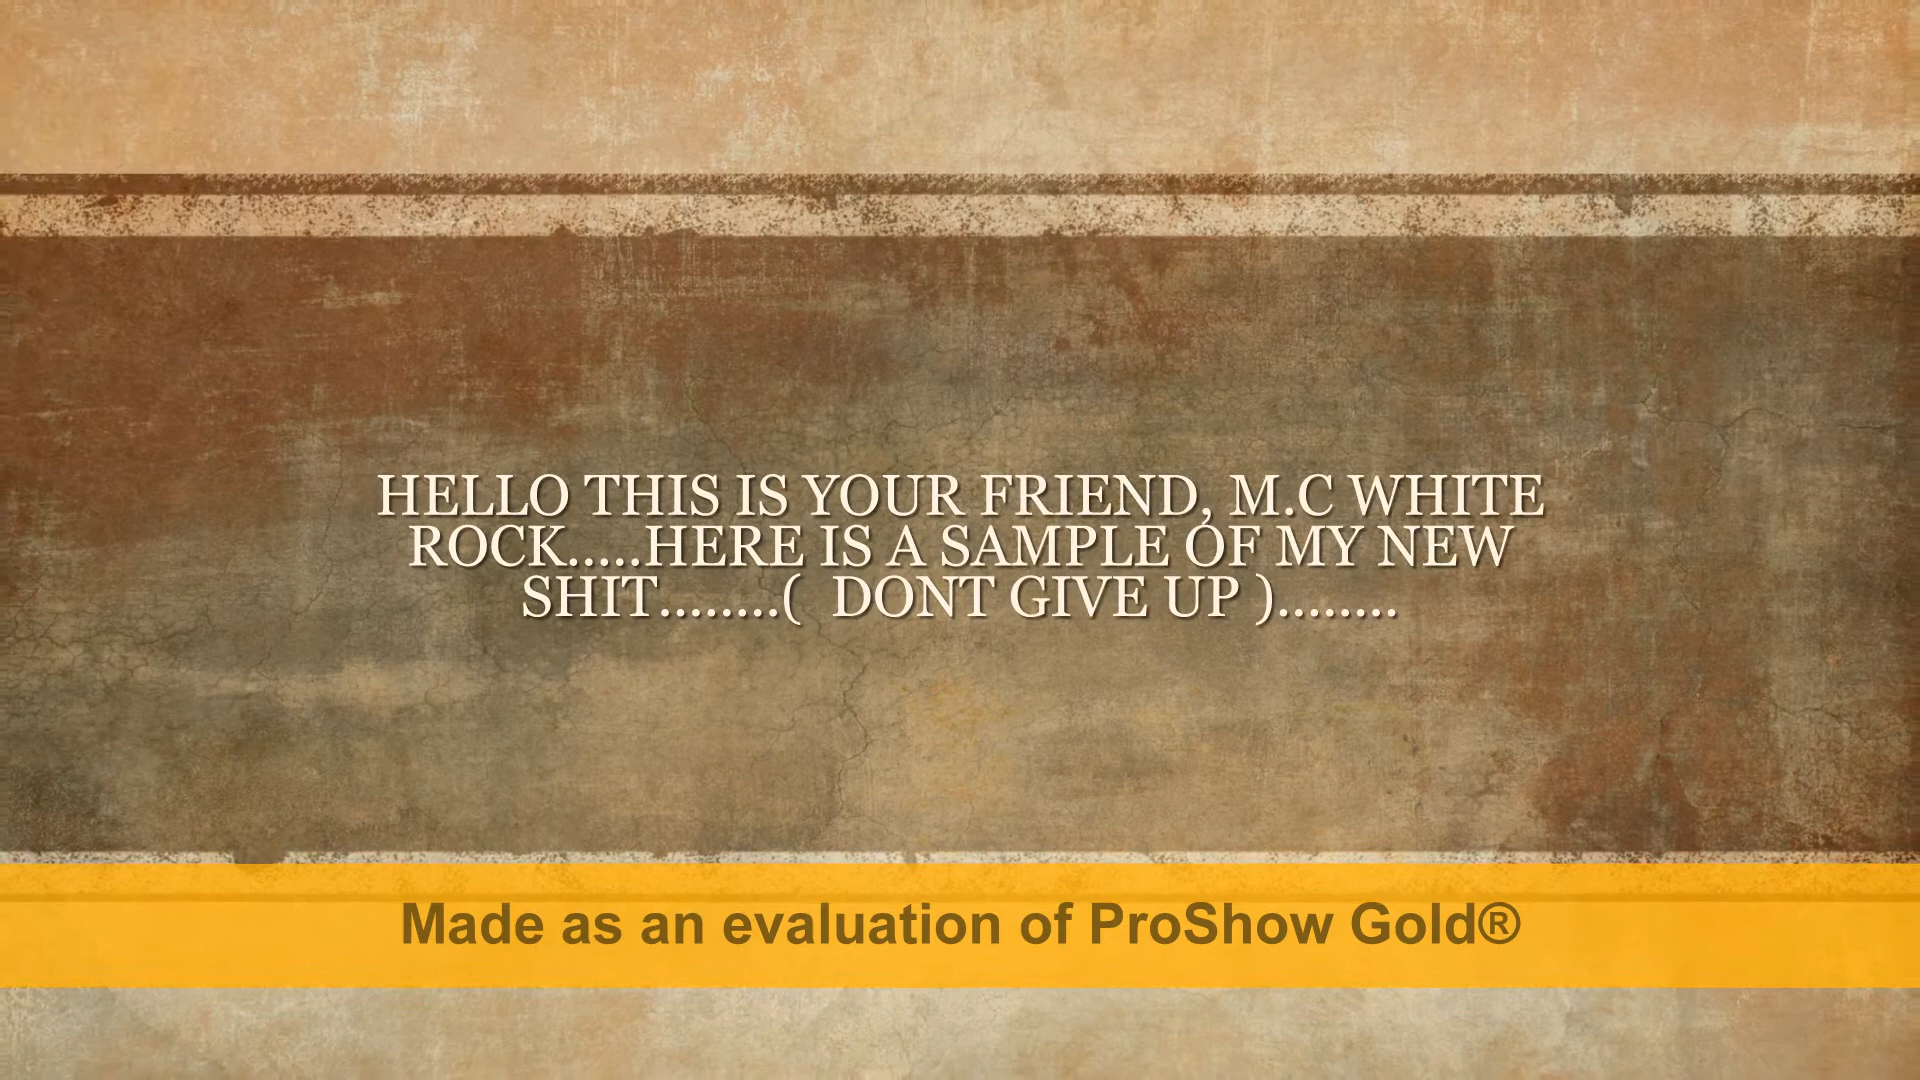 HELLO THIS IS YOUR FRIEND, M.C WHITE
ROCK.....HERE IS A SAMPLE OF MY NEW
SHIT........(  DONT GIVE UP )........
Made as an evaluation of ProShow Gold®